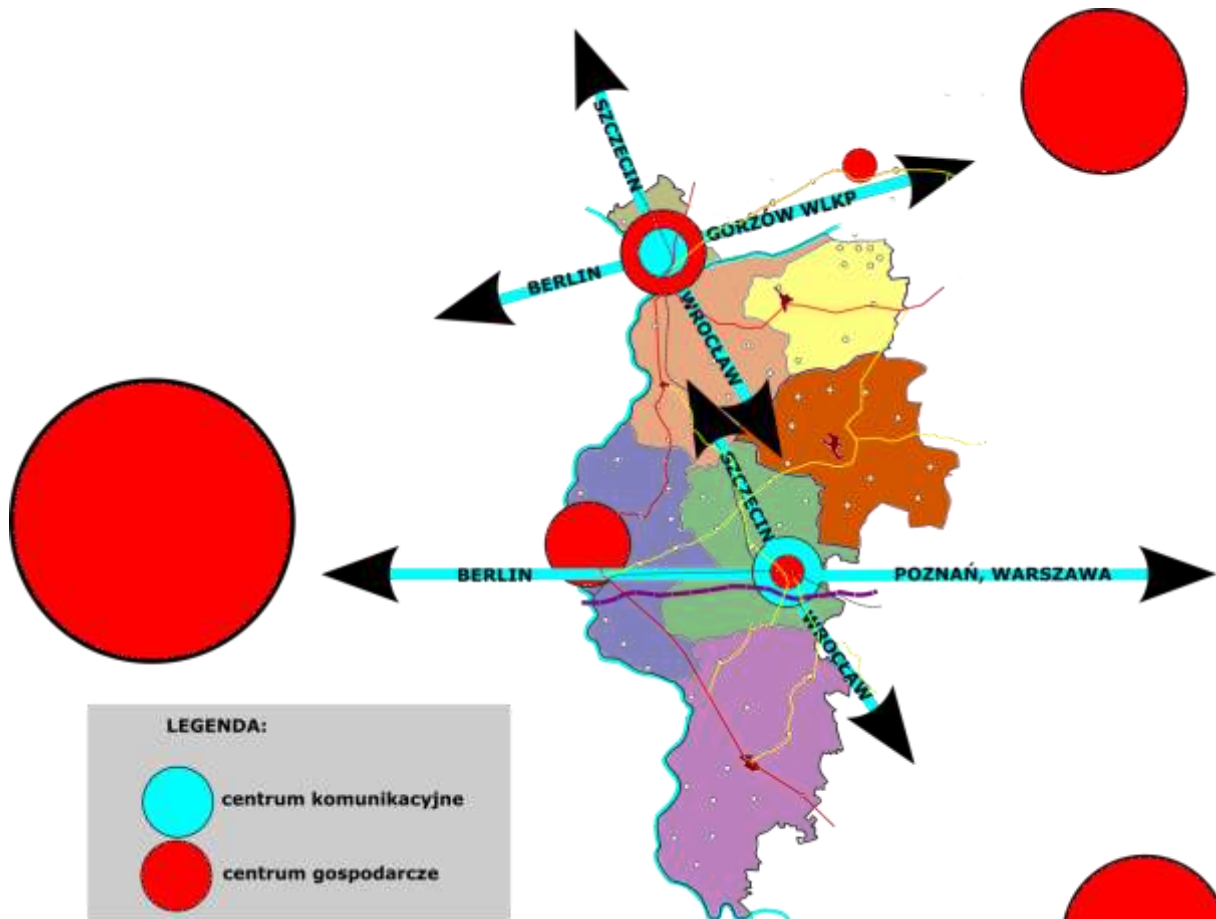 SZCZECIN
GORZÓW WLKP
BERLIN
WROCŁAW
SZCZECIN
BERLIN
POZNAŃ, WARSZAWA
WROCŁAW
LEGENDA:
centrum komunikacyjne
centrum gospodarcze